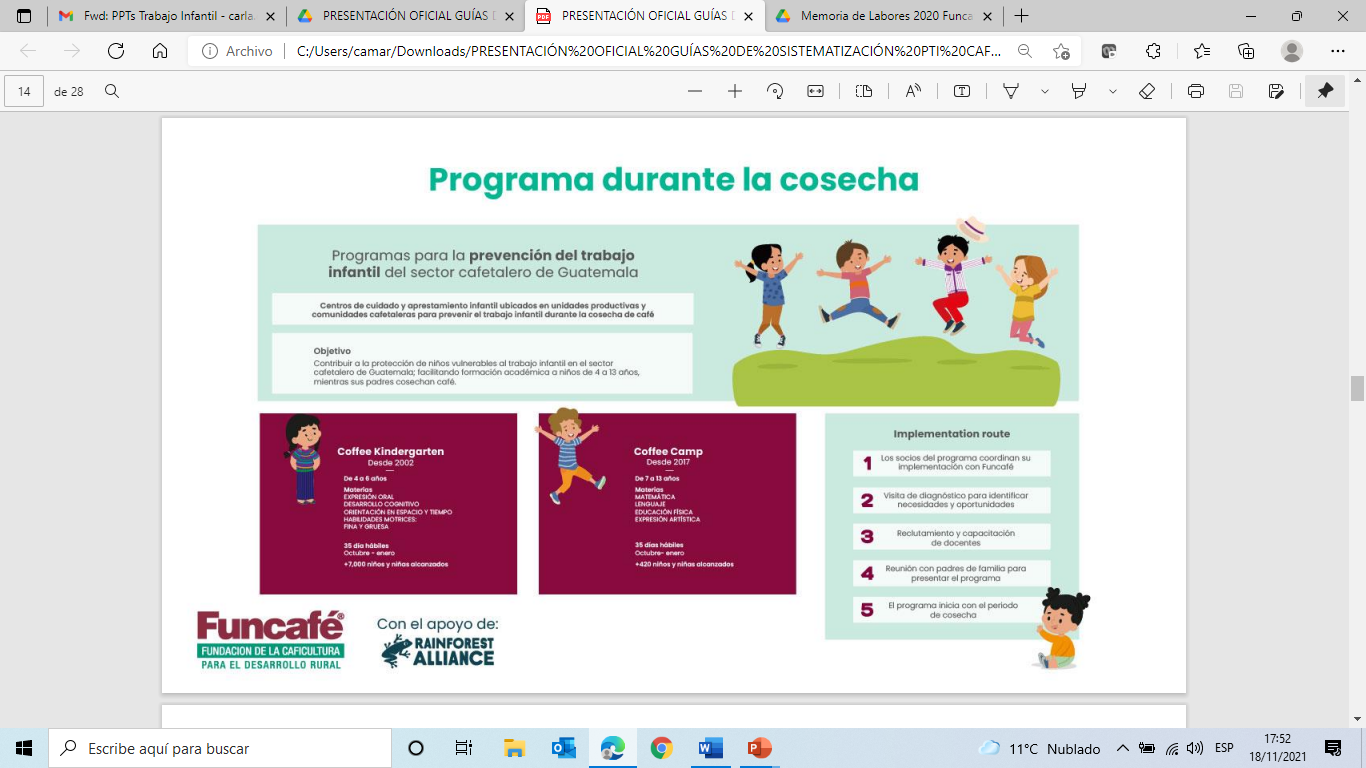 Fwd: PPTs Trabajo Infantil - carla.
PRESENTACIÓN OFICIAL GUÍAS D
PRESENTACIÓN OFICIAL GUÍAS D
Memoria de Labores 2020 Funca
Archivo
C:/Users/camar/Downloads/PRESENTACIÓN%20OFICIAL%20GUÍAS%20DE%20SISTEMATIZACIÓN%20PTI%20CAF...
14 de 28
Programa durante la cosecha
Programas para la prevención del trabajo
infantil del sector cafetalero de Guatemala
Centros de cuidado y aprestamiento infantil ubicados en unidades productivas y
comunidades cafetaleras para prevenir el trabajo infantil durante la cosecha de café
Objetivo
Contribuir a la protección de niños vulnerables al trabajo infantil en el sector
cafetalero de Guatemala; facilitando formación académica a niños de 4 a 13 años,
mientras sus padres cosechan café.
Coffee Kindergarten
Desde 2002
De 4 a 6 años
Materias
EXPRESIÓN ORAL
DESARROLLO COGNITIVO
ORIENTACIÓN EN ESPACIO Y TIEMPO
HABILIDADES MOTRICES:
FINA Y GRUESA
35 día hábiles
Octubre - enero
+7,000 niños y niñas alcanzados
Coffee Camp
Desde 2017
De 7 a 13 años
Materias
MATEMÁTICA
LENGUAJE
EDUCACIÓN FÍSICA
EXPRESIÓN ARTÍSTICA
35 días hábiles
Octubre- enero
+420 niños y niñas alcanzados
Implementation route
1 Los socios del programa coordinan su
implementación con Funcafé
2 Visita de diagnóstico para identificar
necesidades y oportunidades
3 Reclutamiento y capacitación
de docentes
4 Reunión con padres de familia para
presentar el programa
5 El programa inicia con el periodo
de cosecha
Funcafé®
FUNDACION DE LA CAFICULTURA
PARA EL DESARROLLO RURAL
Con el apoyo de:
RAINFOREST
ALLIANCE
Escribe aquí para buscar
11°C Nublado
ESP
17:52
18/11/2021